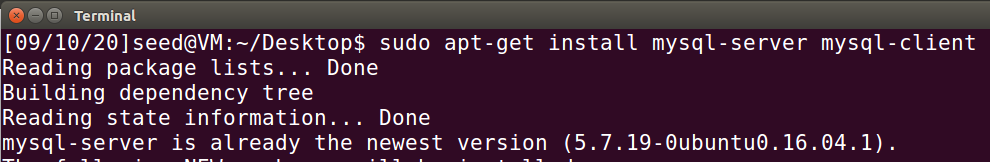 Terminal
[09/10/20]seed@VM:~/Desktop$ sudo apt-get install mysql-server mysql-client
Reading package lists... Done
Building dependency tree
Reading state information... Done
mysql-server is already the newest version (5.7.19-0ubuntu0.16.04.1).